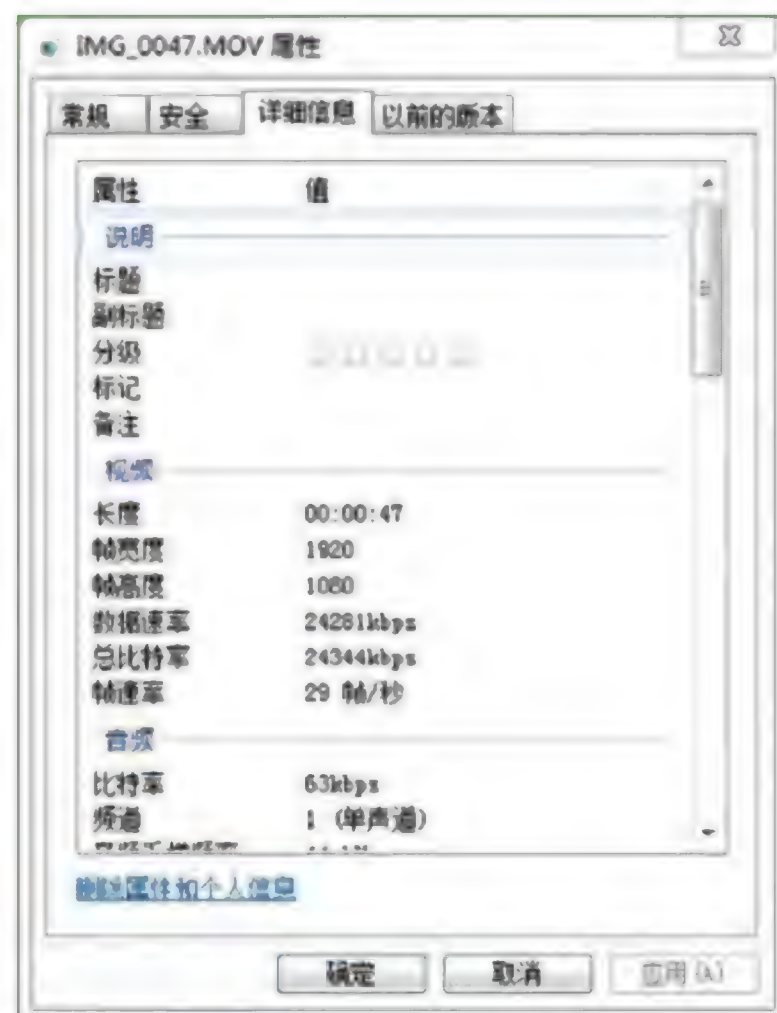 IMG_0047.MOV 属性
常规 安全 详细信息 以前的版本
属性 值
说明
标题
副标题
分级
标记
备注
视频
长度 00:00:47
帧宽度 1920
帧高度 1080
数据速率 24281kbps
总比特率 24344kbps
帧速率 29 帧/秒
音频
比特率 63kbps
频道 1 (单声道)
删除属性和个人信息
确定 取消 应用(A)